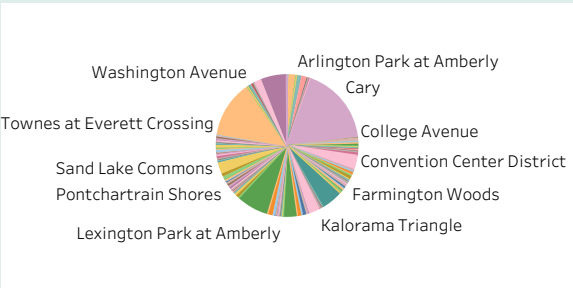 Arlington Park at Amberly
Washington Avenue
Cary
Townes at Everett Crossing
College Avenue
Convention Center District
Sand Lake Commons
Pontchartrain Shores
Farmington Woods
Kalorama Triangle
Lexington Park at Amberly